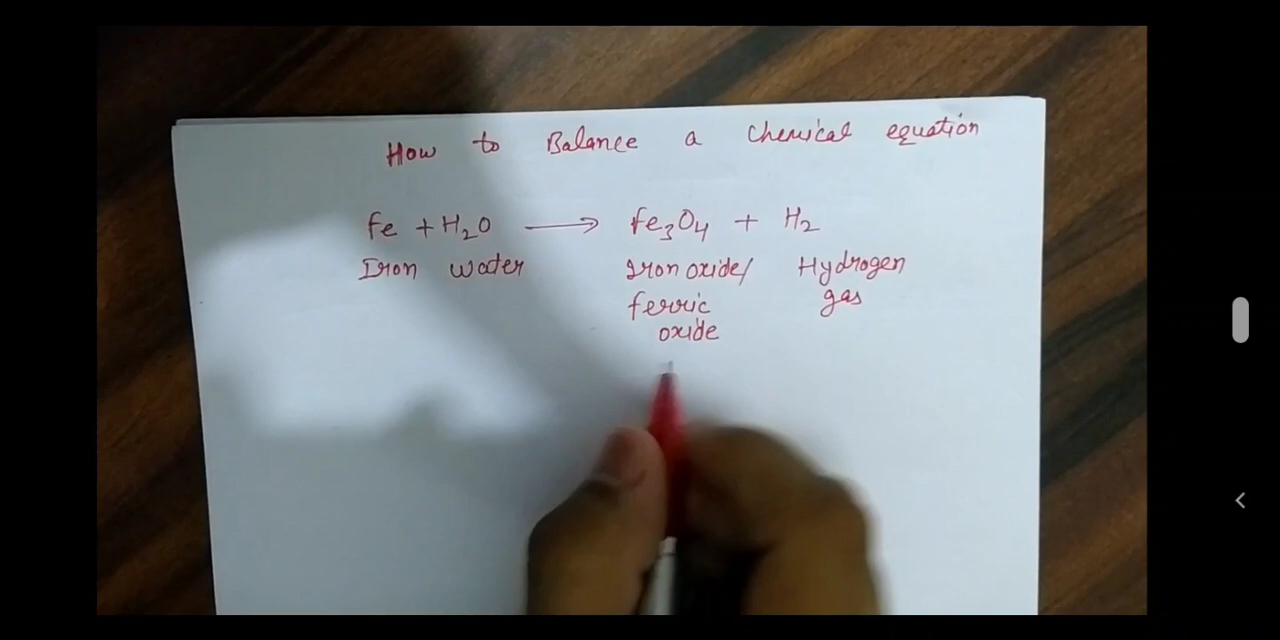 How to Balance a Chemical equation
Fe + H₂O ⟶ Fe₃O₄ + H₂
Iron water Iron oxide/ Hydrogen
ferric gas
oxide